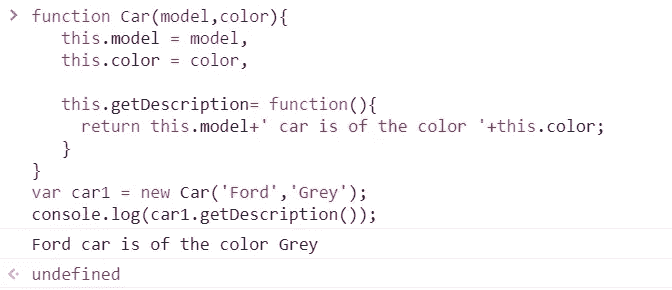 function Car(model,color){
this.model = model,
this.color = color,
this.getDescription= function(){
return this.model+' car is of the color '+this.color;
}
}
var car1 = new Car('Ford','Grey');
console.log(car1.getDescription());
Ford car is of the color Grey
undefined